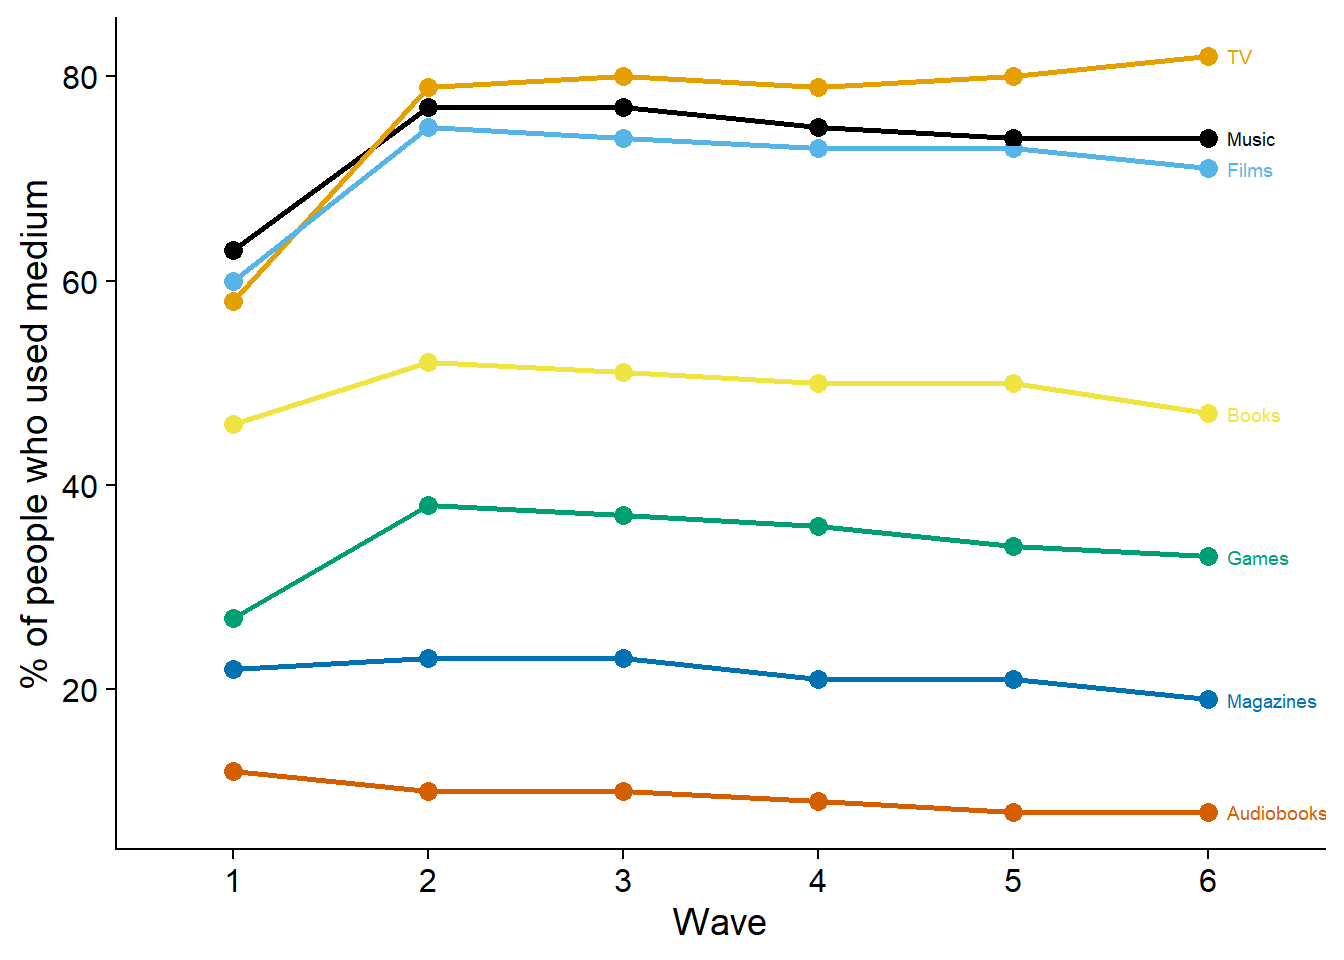 % of people who used medium
80
60
40
20
TV
Music
Films
Books
Games
Magazines
Audiobooks
1 2 3 4 5 6
Wave